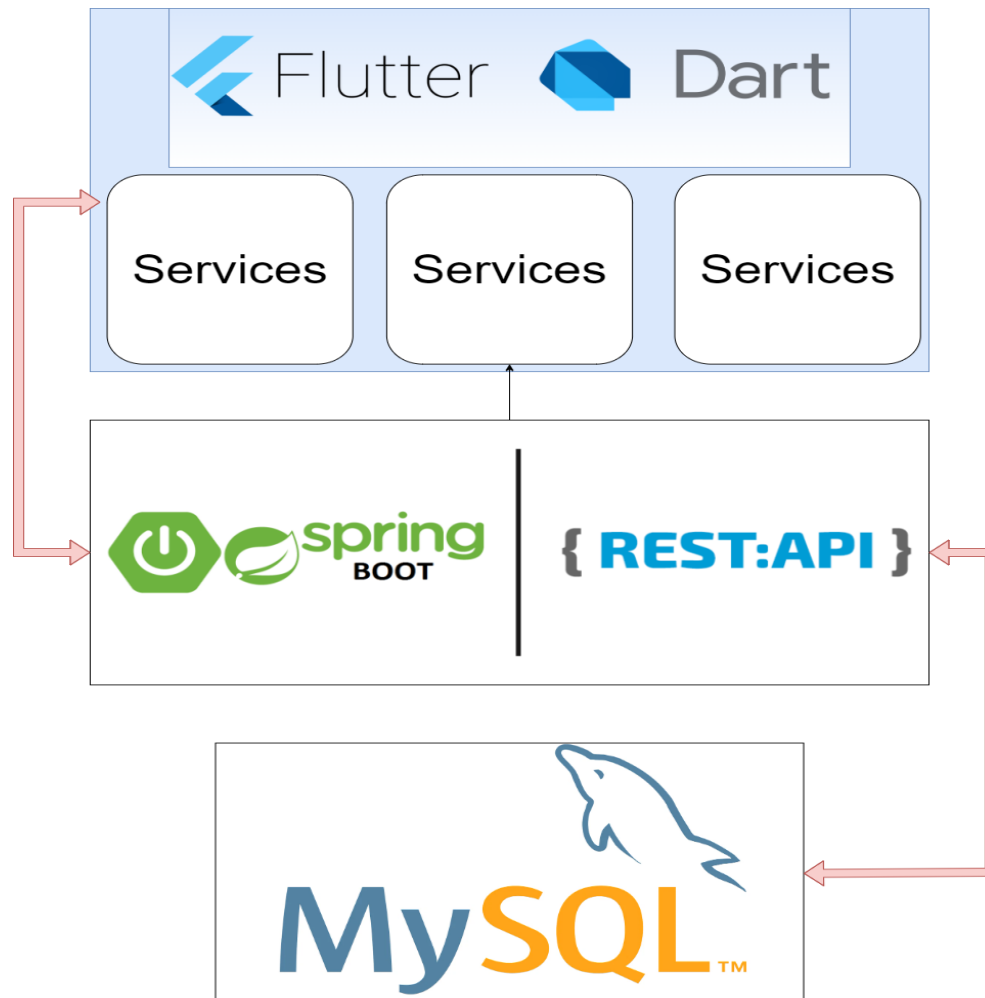 Flutter Dart
Services Services Services
spring
BOOT
{ REST:API }
MySQL™